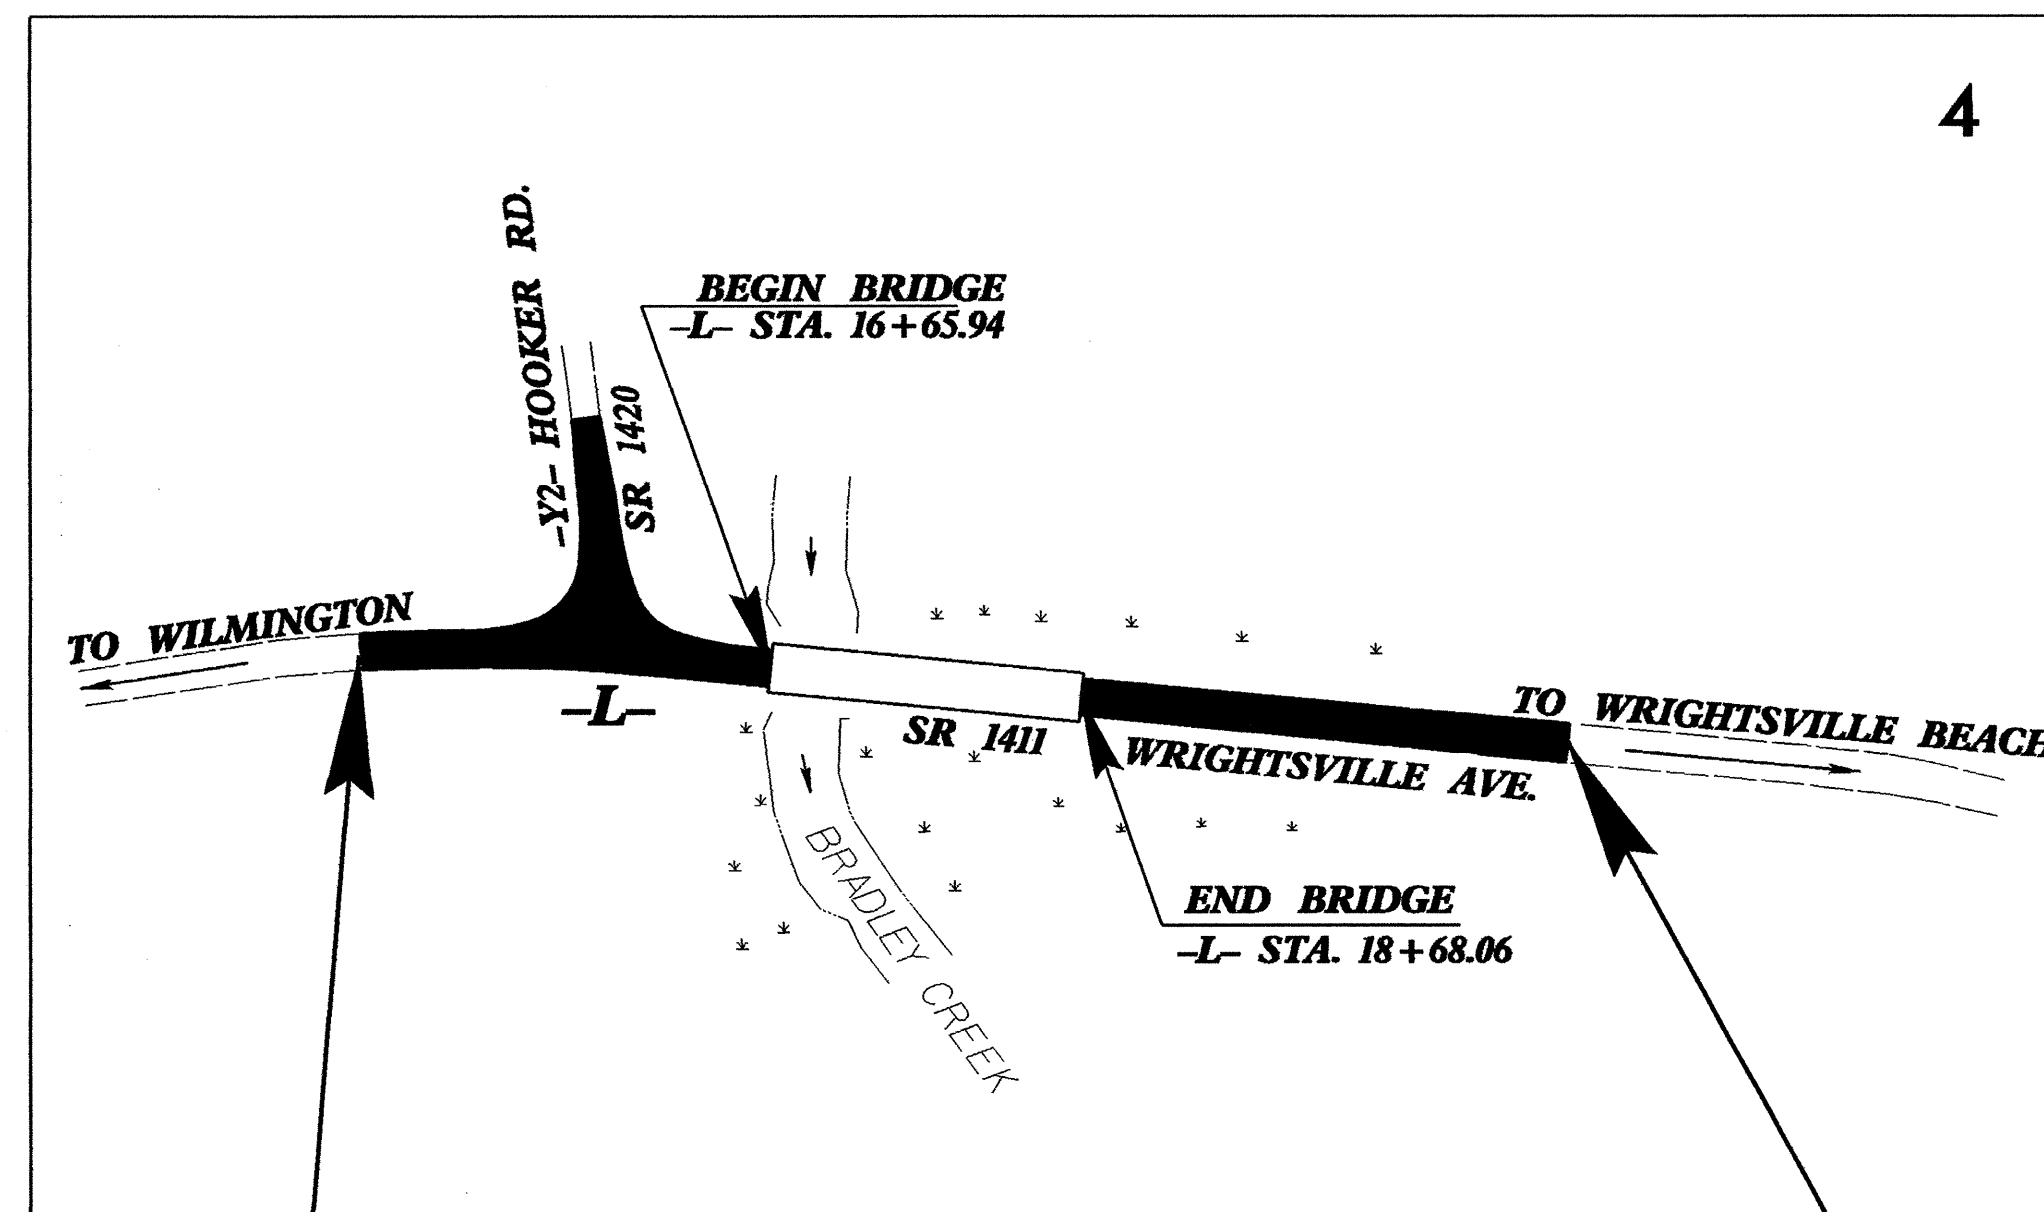 4
-Y2- HOOKER RD.
SR 1420
BEGIN BRIDGE
-L- STA. 16+65.94
TO WILMINGTON
-L-
SR 1411
TO WRIGHTSVILLE BEACH
WRIGHTSVILLE AVE.
BRADLEY CREEK
END BRIDGE
-L- STA. 18+68.06